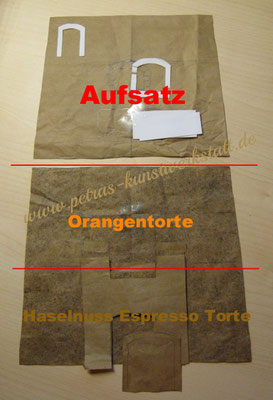 Aufsatz
www.petras-kunstwerkstatt.de
Orangentorte
Haselnuss Espresso Torte